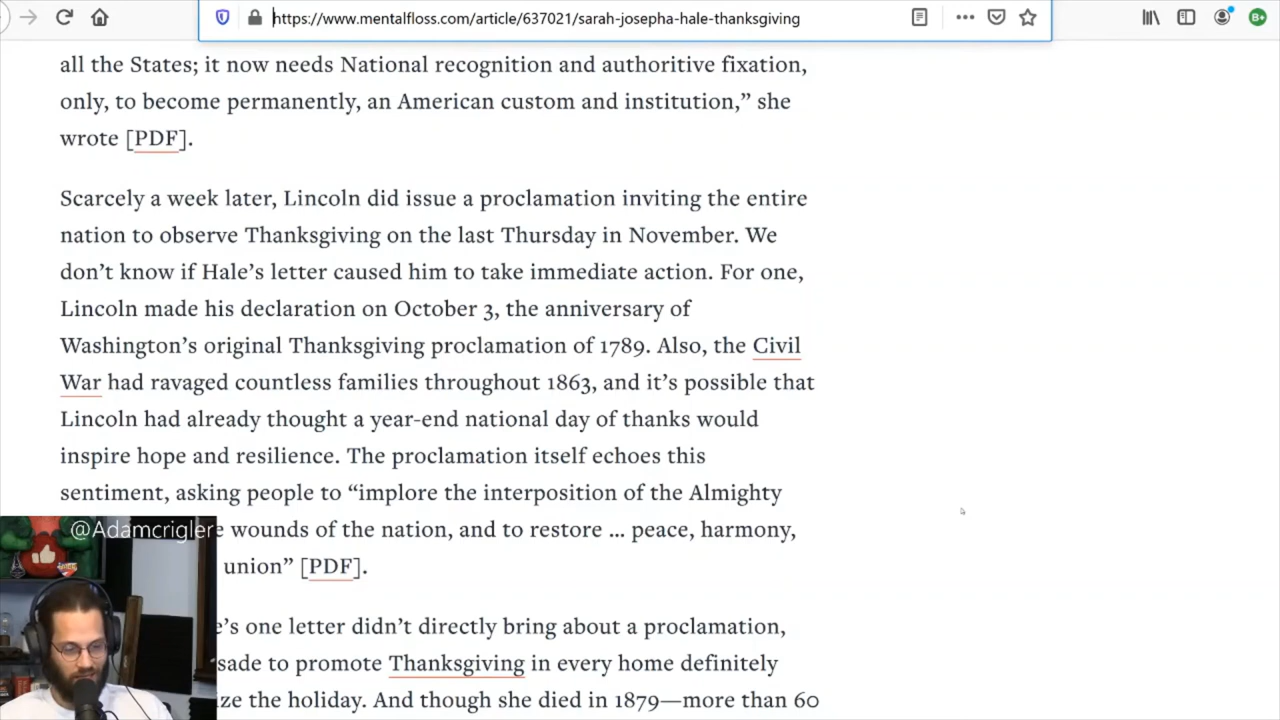 https://www.mentalfloss.com/article/637021/sarah-josepha-hale-thanksgiving
B+
all the States; it now needs National recognition and authoritive fixation,
only, to become permanently, an American custom and institution,” she
wrote [PDF].
Scarcely a week later, Lincoln did issue a proclamation inviting the entire
nation to observe Thanksgiving on the last Thursday in November. We
don’t know if Hale’s letter caused him to take immediate action. For one,
Lincoln made his declaration on October 3, the anniversary of
Washington’s original Thanksgiving proclamation of 1789. Also, the Civil
War had ravaged countless families throughout 1863, and it’s possible that
Lincoln had already thought a year-end national day of thanks would
inspire hope and resilience. The proclamation itself echoes this
sentiment, asking people to “implore the interposition of the Almighty
@Adamcrigler
wounds of the nation, and to restore ... peace, harmony,
union” [PDF].
’s one letter didn’t directly bring about a proclamation,
sade to promote Thanksgiving in every home definitely
ize the holiday. And though she died in 1879—more than 60